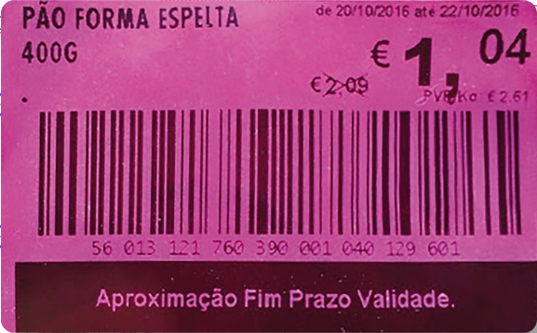 PÃO FORMA ESPELTA
de 20/10/2016 até 22/10/2016
400G
€ 1,04
€ 2,09
PVP/Kg € 2.61
56 013 121 760 390 001 040 129 601
Aproximação Fim Prazo Validade.